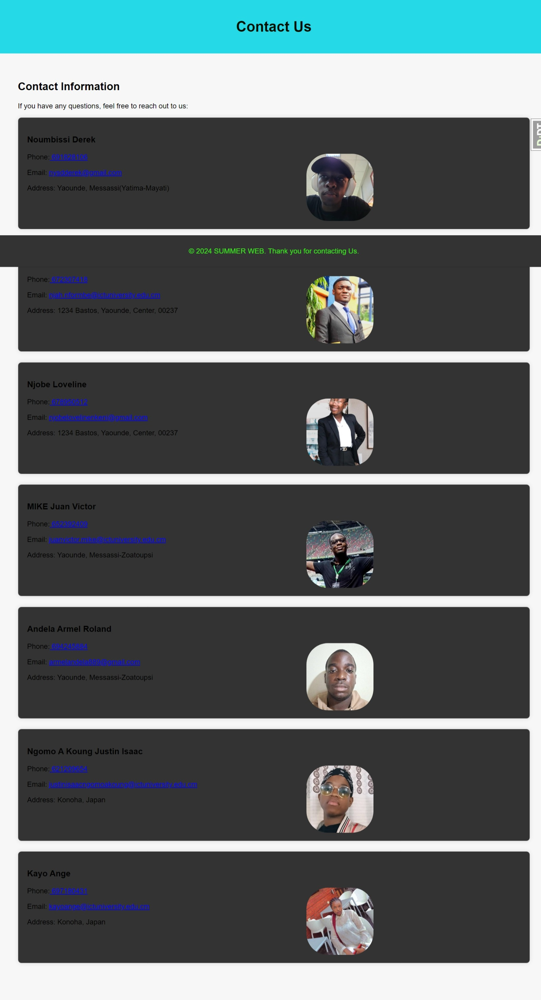 Contact Us
Contact Information
If you have any questions, feel free to reach out to us:
Noumbissi Derek
Phone: 691828106
Email: nysdderek@gmail.com
Address: Yaounde, Messassi(Yatima-Mayati)
© 2024 SUMMER WEB. Thank you for contacting Us.
Phone: 672307418
Email: njah.nformbe@ictuniversity.edu.cm
Address: 1234 Bastos, Yaounde, Center, 00237
Njobe Loveline
Phone: 678950512
Email: njobelovelinenkeni@gmail.com
Address: 1234 Bastos, Yaounde, Center, 00237
MIKE Juan Victor
Phone: 652392409
Email: juanvictor.mike@ictuniversity.edu.cm
Address: Yaounde, Messassi-Zoatoupsi
Andela Armel Roland
Phone: 694245884
Email: armelandela889@gmail.com
Address: Yaounde, Messassi-Zoatoupsi
Ngomo A Koung Justin Isaac
Phone: 621209654
Email: justinisaacngomoakoung@ictuniversity.edu.cm
Address: Konoha, Japan
Kayo Ange
Phone: 697180431
Email: kayoange@ictuniversity.edu.cm
Address: Konoha, Japan